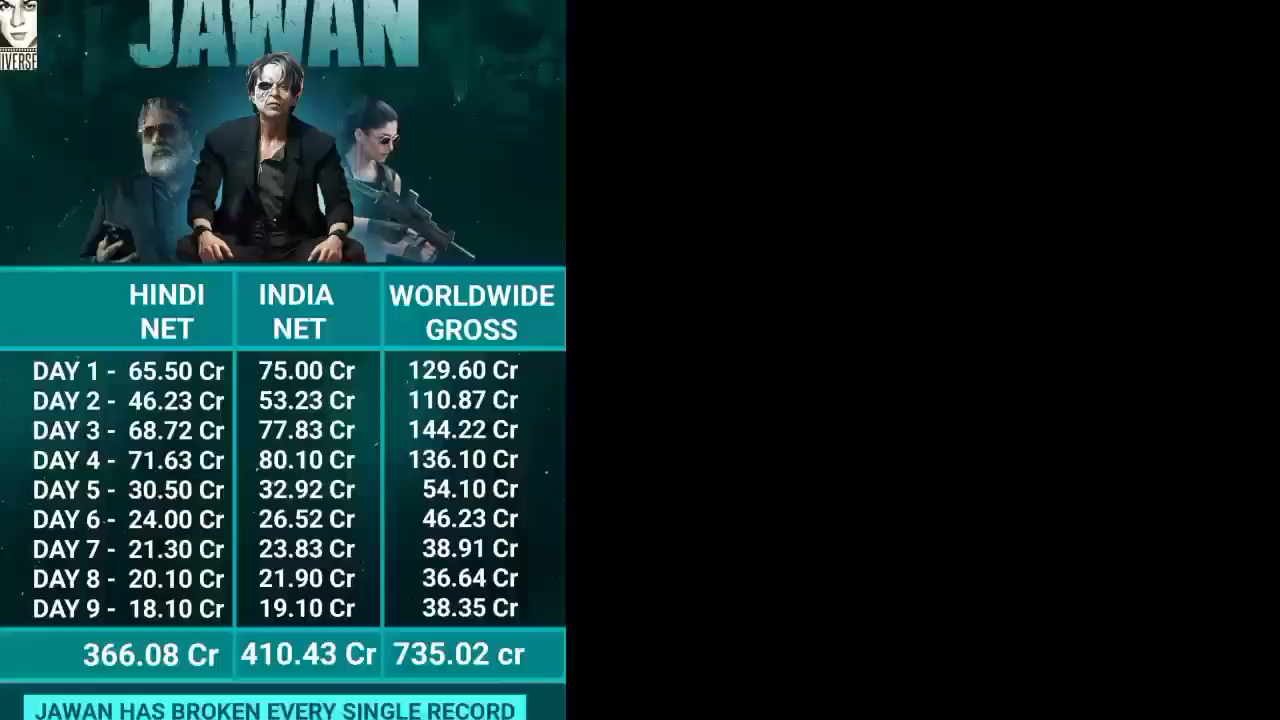 JAWAN
IVERSE
HINDI NET INDIA NET WORLDWIDE GROSS
DAY 1 - 65.50 Cr 75.00 Cr 129.60 Cr
DAY 2 - 46.23 Cr 53.23 Cr 110.87 Cr
DAY 3 - 68.72 Cr 77.83 Cr 144.22 Cr
DAY 4 - 71.63 Cr 80.10 Cr 136.10 Cr
DAY 5 - 30.50 Cr 32.92 Cr 54.10 Cr
DAY 6 - 24.00 Cr 26.52 Cr 46.23 Cr
DAY 7 - 21.30 Cr 23.83 Cr 38.91 Cr
DAY 8 - 20.10 Cr 21.90 Cr 36.64 Cr
DAY 9 - 18.10 Cr 19.10 Cr 38.35 Cr
366.08 Cr 410.43 Cr 735.02 cr
JAWAN HAS BROKEN EVERY SINGLE RECORD